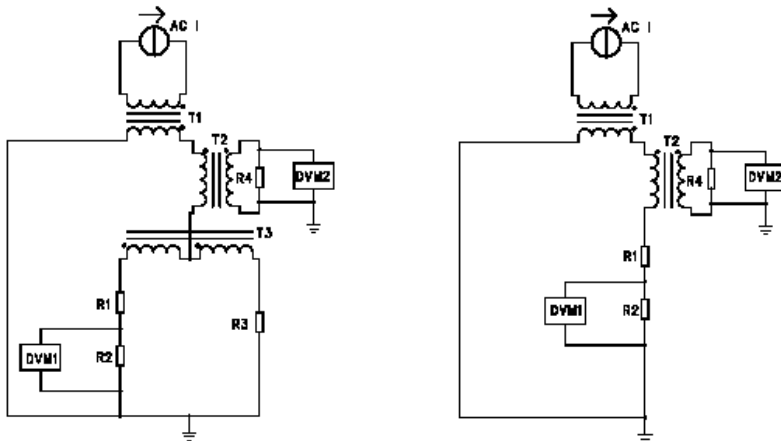 AC I
T1
T2
R4
DVM2
T3
R1
R3
DVM1
R2
AC I
T1
T2
R4
DVM2
R1
DVM1
R2